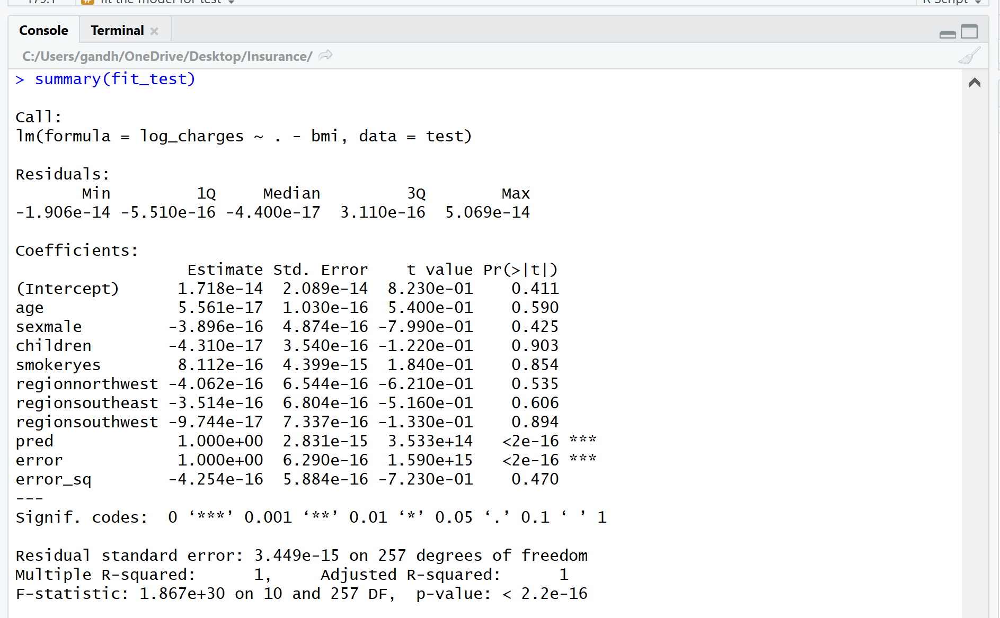 fit the model for test
R Script
Console Terminal
C:/Users/gandh/OneDrive/Desktop/Insurance/
> summary(fit_test)
Call:
lm(formula = log_charges ~ . - bmi, data = test)
Residuals:
Min 1Q Median 3Q Max
-1.906e-14 -5.510e-16 -4.400e-17 3.110e-16 5.069e-14
Coefficients:
Estimate Std. Error t value Pr(>|t|)
(Intercept) 1.718e-14 2.089e-14 8.230e-01 0.411
age 5.561e-17 1.030e-16 5.400e-01 0.590
sexmale -3.896e-16 4.874e-16 -7.990e-01 0.425
children -4.310e-17 3.540e-16 -1.220e-01 0.903
smokeryes 8.112e-16 4.399e-15 1.840e-01 0.854
regionnorthwest -4.062e-16 6.544e-16 -6.210e-01 0.535
regionsoutheast -3.514e-16 6.804e-16 -5.160e-01 0.606
regionsouthwest -9.744e-17 7.337e-16 -1.330e-01 0.894
pred 1.000e+00 2.831e-15 3.533e+14 <2e-16 ***
error 1.000e+00 6.290e-16 1.590e+15 <2e-16 ***
error_sq -4.254e-16 5.884e-16 -7.230e-01 0.470
---
Signif. codes: 0 ‘***’ 0.001 ‘**’ 0.01 ‘*’ 0.05 ‘.’ 0.1 ‘ ’ 1
Residual standard error: 3.449e-15 on 257 degrees of freedom
Multiple R-squared: 1, Adjusted R-squared: 1
F-statistic: 1.867e+30 on 10 and 257 DF, p-value: < 2.2e-16